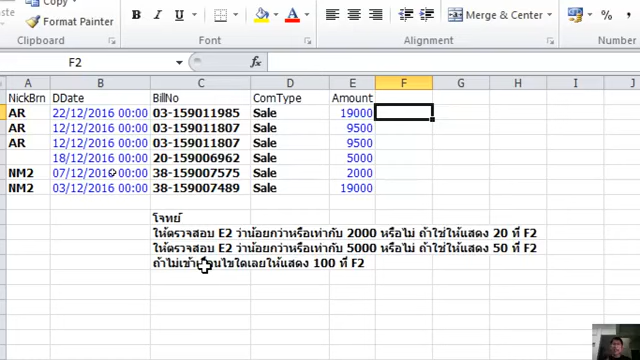 Copy
Format Painter
B I U
A
Merge & Center
$ % ,
Clipboard
Font
Alignment
Number
F2
fx
A B C D E F G H I J
NickBrn DDate BillNo ComType Amount
AR 22/12/2016 00:00 03-159011985 Sale 19000
AR 12/12/2016 00:00 03-159011807 Sale 9500
AR 12/12/2016 00:00 03-159011807 Sale 9500
18/12/2016 00:00 20-159006962 Sale 5000
NM2 07/12/2016 00:00 38-159007575 Sale 2000
NM2 03/12/2016 00:00 38-159007489 Sale 19000
โจทย์
ให้ตรวจสอบ E2 ว่าน้อยกว่าหรือเท่ากับ 2000 หรือไม่ ถ้าใช่ให้แสดง 20 ที่ F2
ให้ตรวจสอบ E2 ว่าน้อยกว่าหรือเท่ากับ 5000 หรือไม่ ถ้าใช่ให้แสดง 50 ที่ F2
ถ้าไม่เข้าเงื่อนไขใดเลยให้แสดง 100 ที่ F2